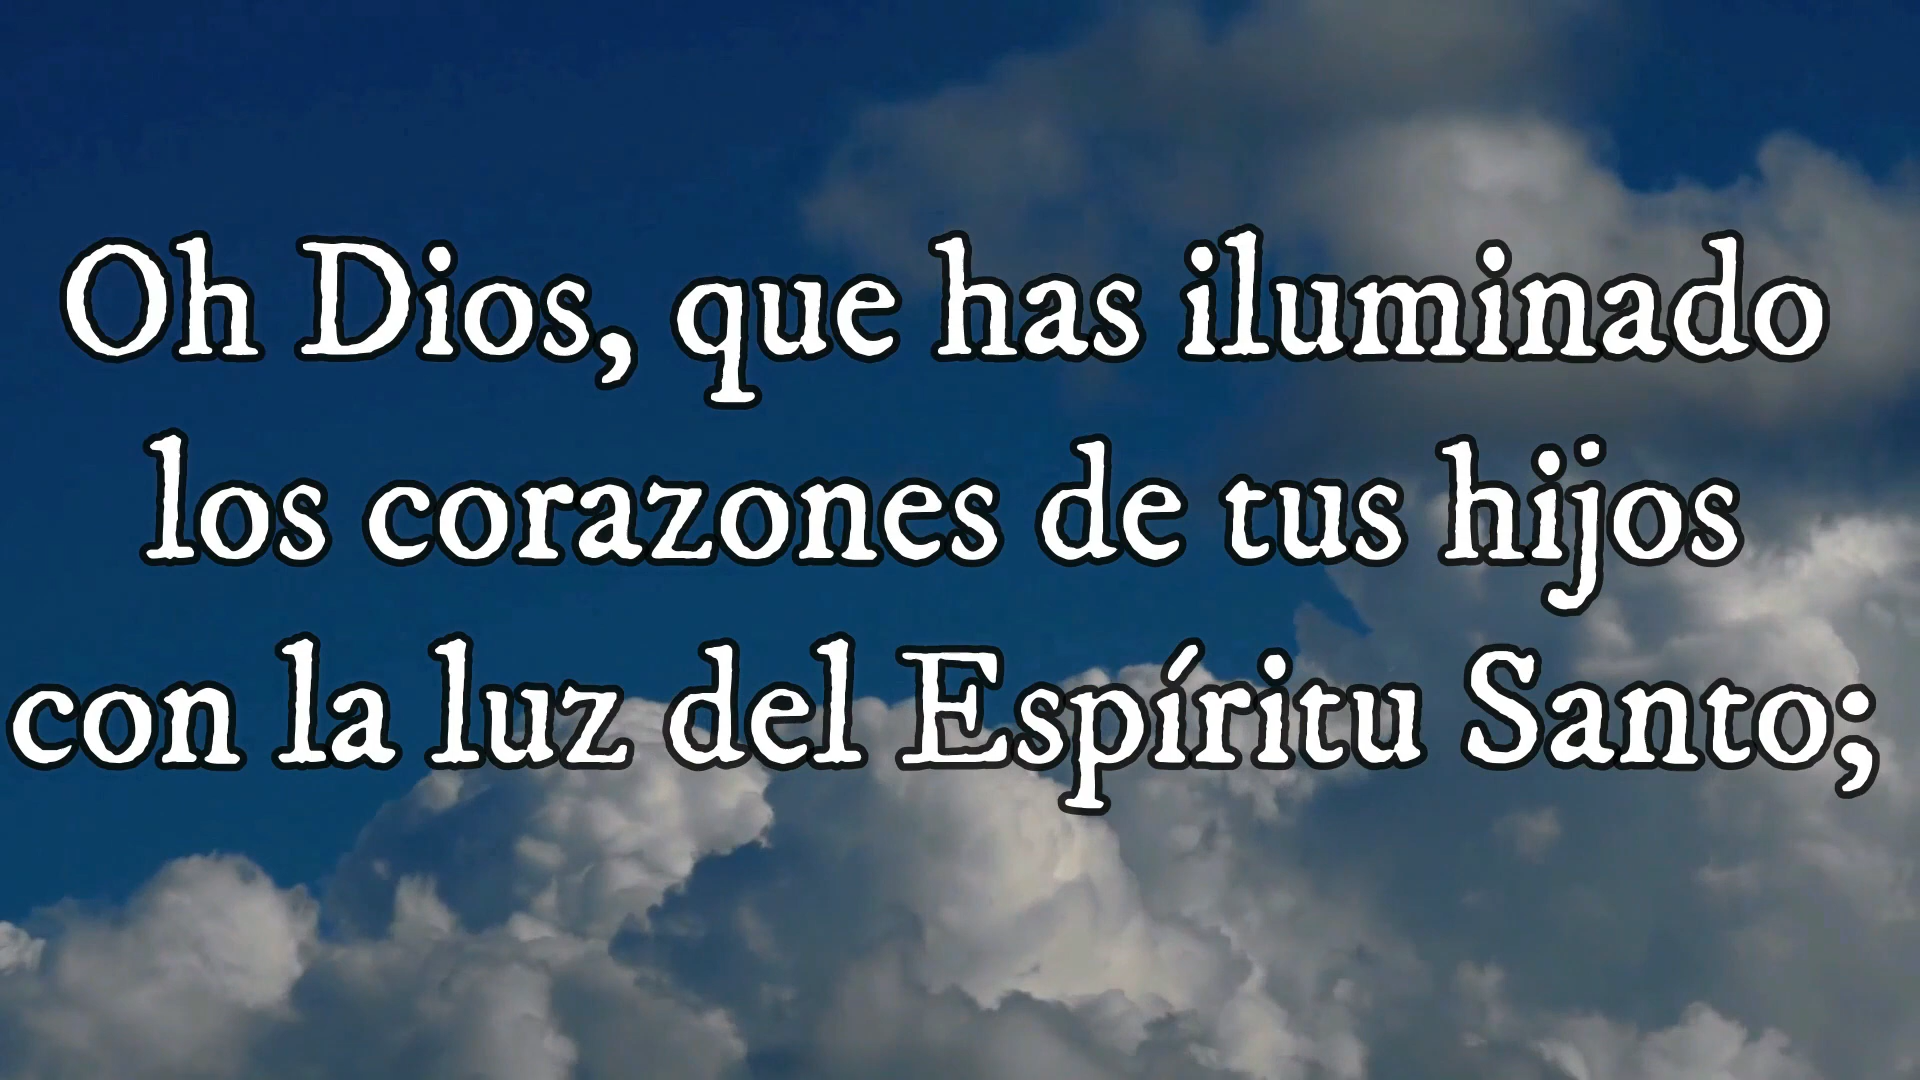 Oh Dios, que has iluminado
los corazones de tus hijos
con la luz del Espíritu Santo;